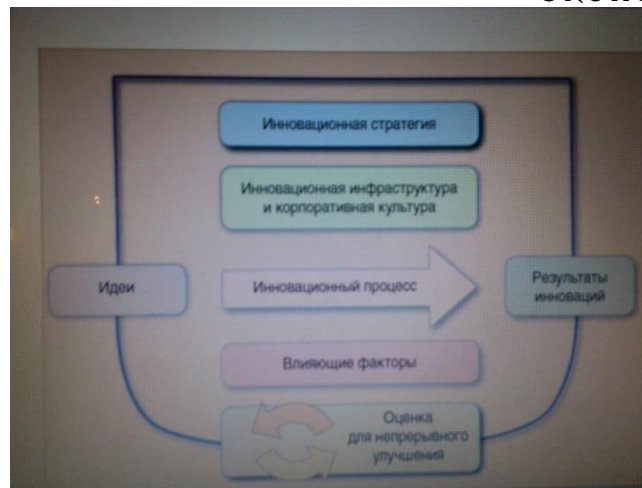 Инновационная стратегия
Инновационная инфраструктура
и корпоративная культура
Идеи
Инновационный процесс
Результаты
инноваций
Влияющие факторы
Оценка
для непрерывного
улучшения